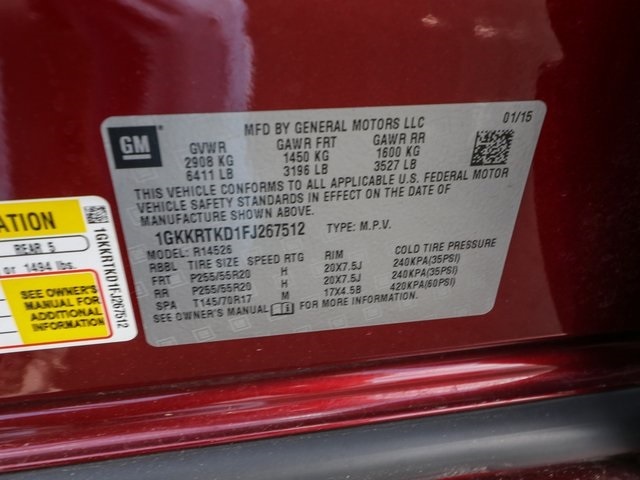 GM
MFD BY GENERAL MOTORS LLC 01/15
GVWR GAWR FRT GAWR RR
2908 KG 1450 KG 1600 KG
6411 LB 3196 LB 3527 LB
THIS VEHICLE CONFORMS TO ALL APPLICABLE U.S. FEDERAL MOTOR
VEHICLE SAFETY STANDARDS IN EFFECT ON THE DATE OF
MANUFACTURE SHOWN ABOVE.
1GKKRTKD1FJ267512 TYPE: M.P.V.
MODEL: R14526
RBBL TIRE SIZE SPEED RTG RIM COLD TIRE PRESSURE
FRT P255/55R20 H 20X7.5J 240KPA(35PSI)
RR P255/55R20 H 20X7.5J 240KPA(35PSI)
SPA T145/70R17 M 17X4.5B 420KPA(60PSI)
SEE OWNER'S MANUAL FOR MORE INFORMATION.
ATION
REAR 5
or 1494 lbs.
SEE OWNER'S
MANUAL FOR
ADDITIONAL
INFORMATION
1GKKRTKD1FJ267512